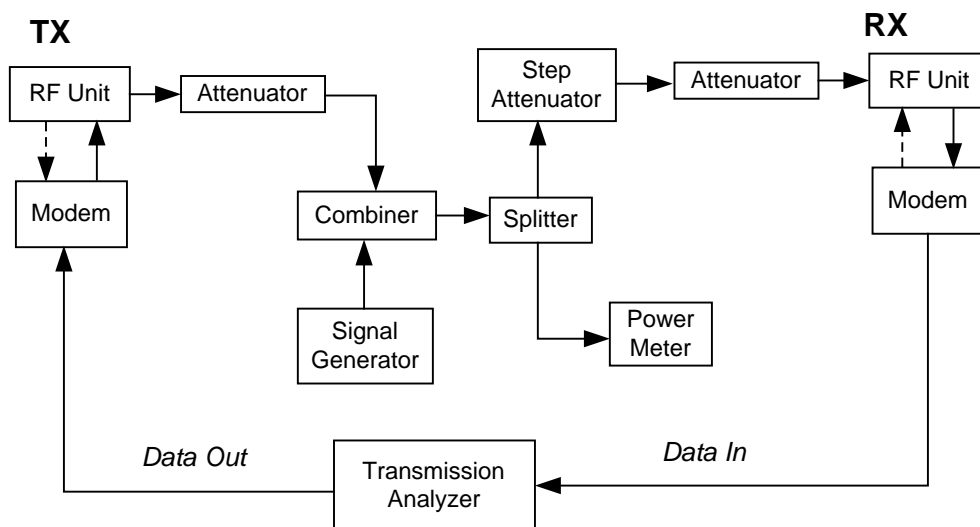 TX
RX
RF Unit
Attenuator
Step
Attenuator
Attenuator
RF Unit
Modem
Combiner
Splitter
Modem
Signal
Generator
Power
Meter
Data Out
Transmission
Analyzer
Data In